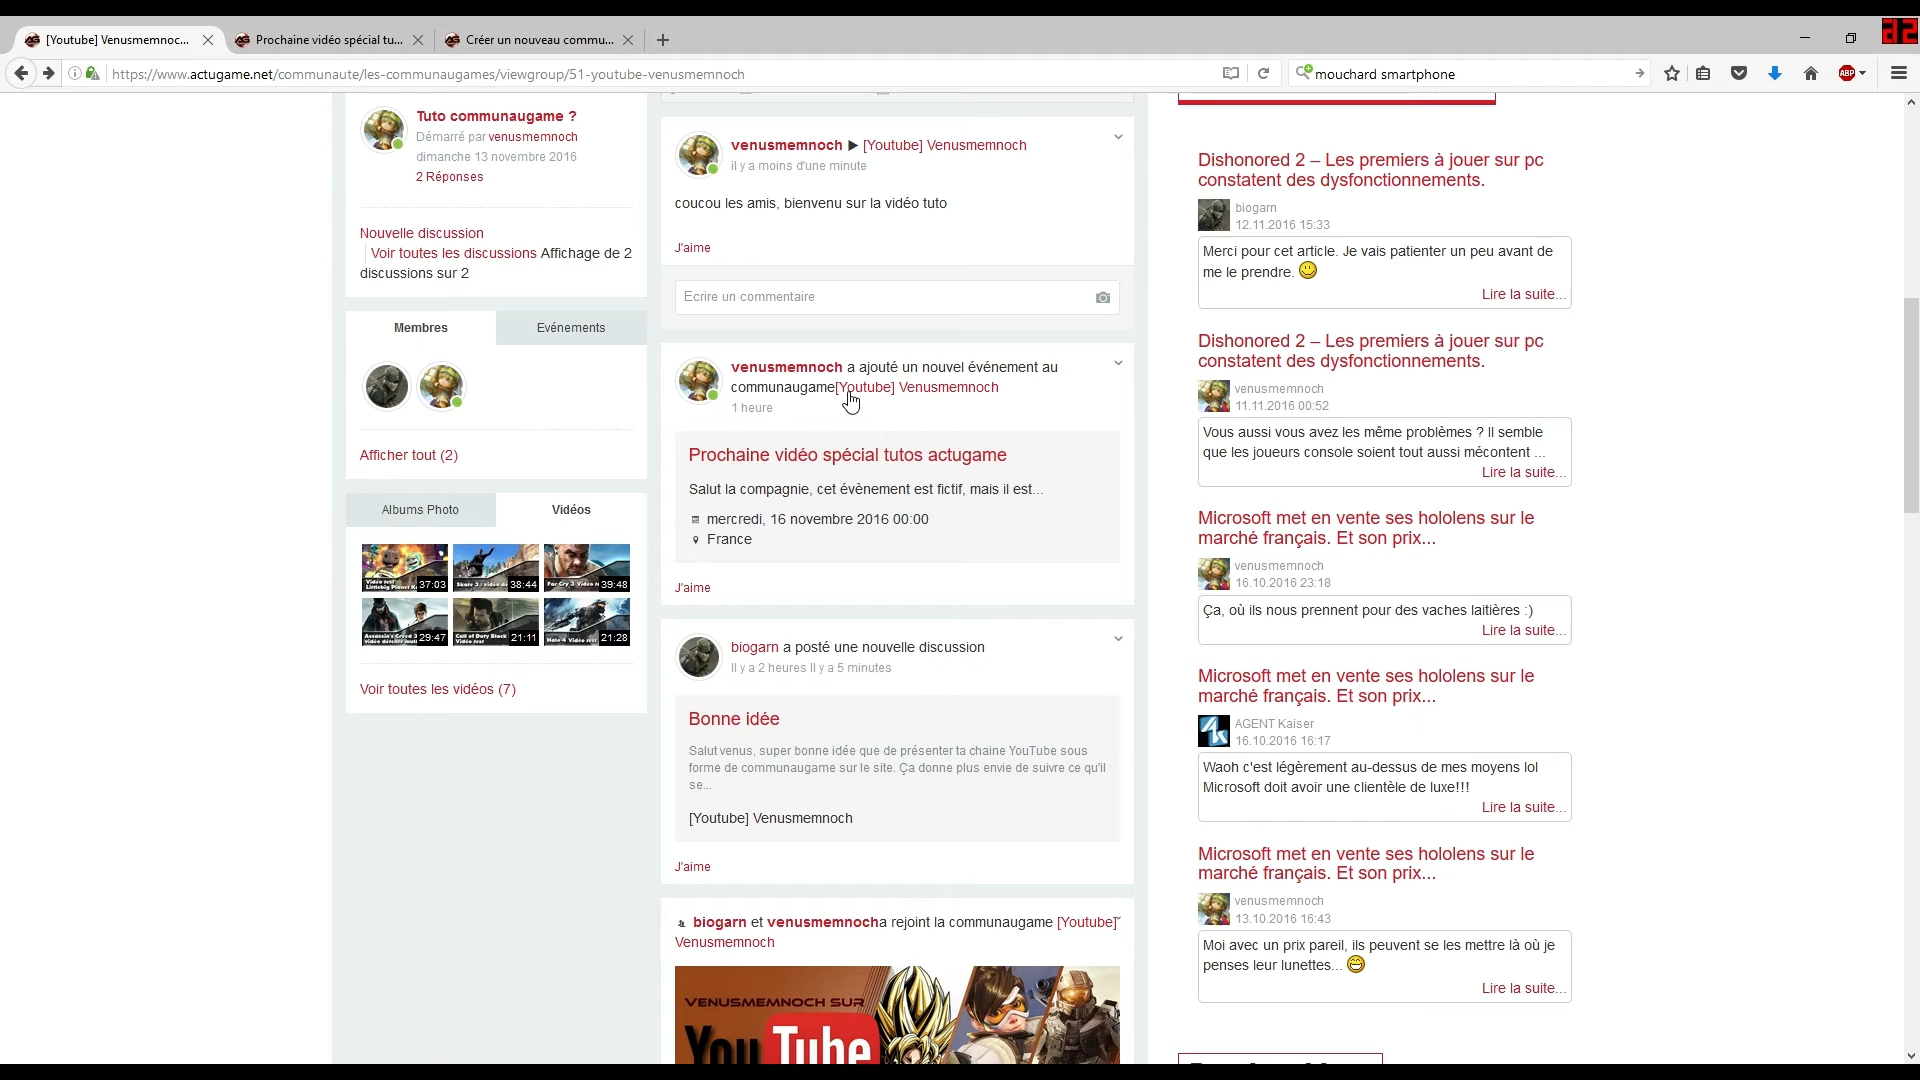 [Youtube] Venusmemnoc...
Prochaine vidéo spécial tu...
Créer un nouveau commu...
https://www.actugame.net/communaute/les-communaugames/viewgroup/51-youtube-venusmemnoch
mouchard smartphone
ABP
Tuto communaugame ?
Démarré par venusmemnoch
dimanche 13 novembre 2016
2 Réponses
Nouvelle discussion
Voir toutes les discussions Affichage de 2
discussions sur 2
Membres
Evénements
Afficher tout (2)
Albums Photo
Vidéos
37:03
38:44
39:48
29:47
21:11
21:28
Voir toutes les vidéos (7)
venusmemnoch ▶ [Youtube] Venusmemnoch
il y a moins d'une minute
coucou les amis, bienvenu sur la vidéo tuto
J'aime
Ecrire un commentaire
venusmemnoch a ajouté un nouvel événement au
communaugame[Youtube] Venusmemnoch
1 heure
Prochaine vidéo spécial tutos actugame
Salut la compagnie, cet évènement est fictif, mais il est...
mercredi, 16 novembre 2016 00:00
France
J'aime
biogarn a posté une nouvelle discussion
Il y a 2 heures Il y a 5 minutes
Bonne idée
Salut venus, super bonne idée que de présenter ta chaine YouTube sous
forme de communaugame sur le site. Ça donne plus envie de suivre ce qu'il
se...
[Youtube] Venusmemnoch
J'aime
biogarn et venusmemnocha rejoint la communaugame [Youtube]
Venusmemnoch
VENUSMEMNOCH SUR
You Tube
Dishonored 2 – Les premiers à jouer sur pc
constatent des dysfonctionnements.
biogarn
12.11.2016 15:33
Merci pour cet article. Je vais patienter un peu avant de
me le prendre.
Lire la suite...
Dishonored 2 – Les premiers à jouer sur pc
constatent des dysfonctionnements.
venusmemnoch
11.11.2016 00:52
Vous aussi vous avez les même problèmes ? Il semble
que les joueurs console soient tout aussi mécontent ...
Lire la suite...
Microsoft met en vente ses hololens sur le
marché français. Et son prix...
venusmemnoch
16.10.2016 23:18
Ça, où ils nous prennent pour des vaches laitières :)
Lire la suite...
Microsoft met en vente ses hololens sur le
marché français. Et son prix...
AGENT Kaiser
16.10.2016 16:17
Waoh c'est légèrement au-dessus de mes moyens lol
Microsoft doit avoir une clientèle de luxe!!!
Lire la suite...
Microsoft met en vente ses hololens sur le
marché français. Et son prix...
venusmemnoch
13.10.2016 16:43
Moi avec un prix pareil, ils peuvent se les mettre là où je
penses leur lunettes...
Lire la suite...